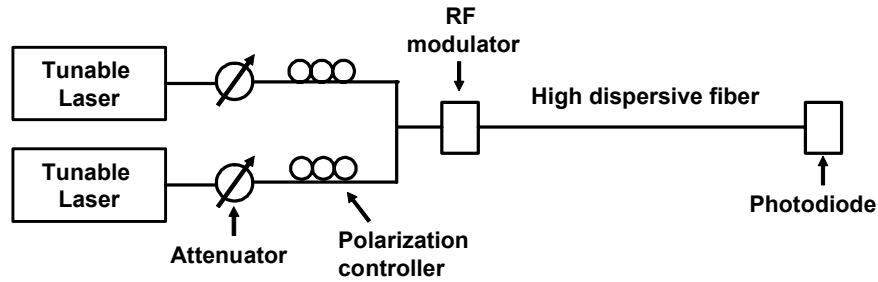 RF
modulator
Tunable
Laser
High dispersive fiber
Tunable
Laser
Photodiode
Attenuator
Polarization
controller